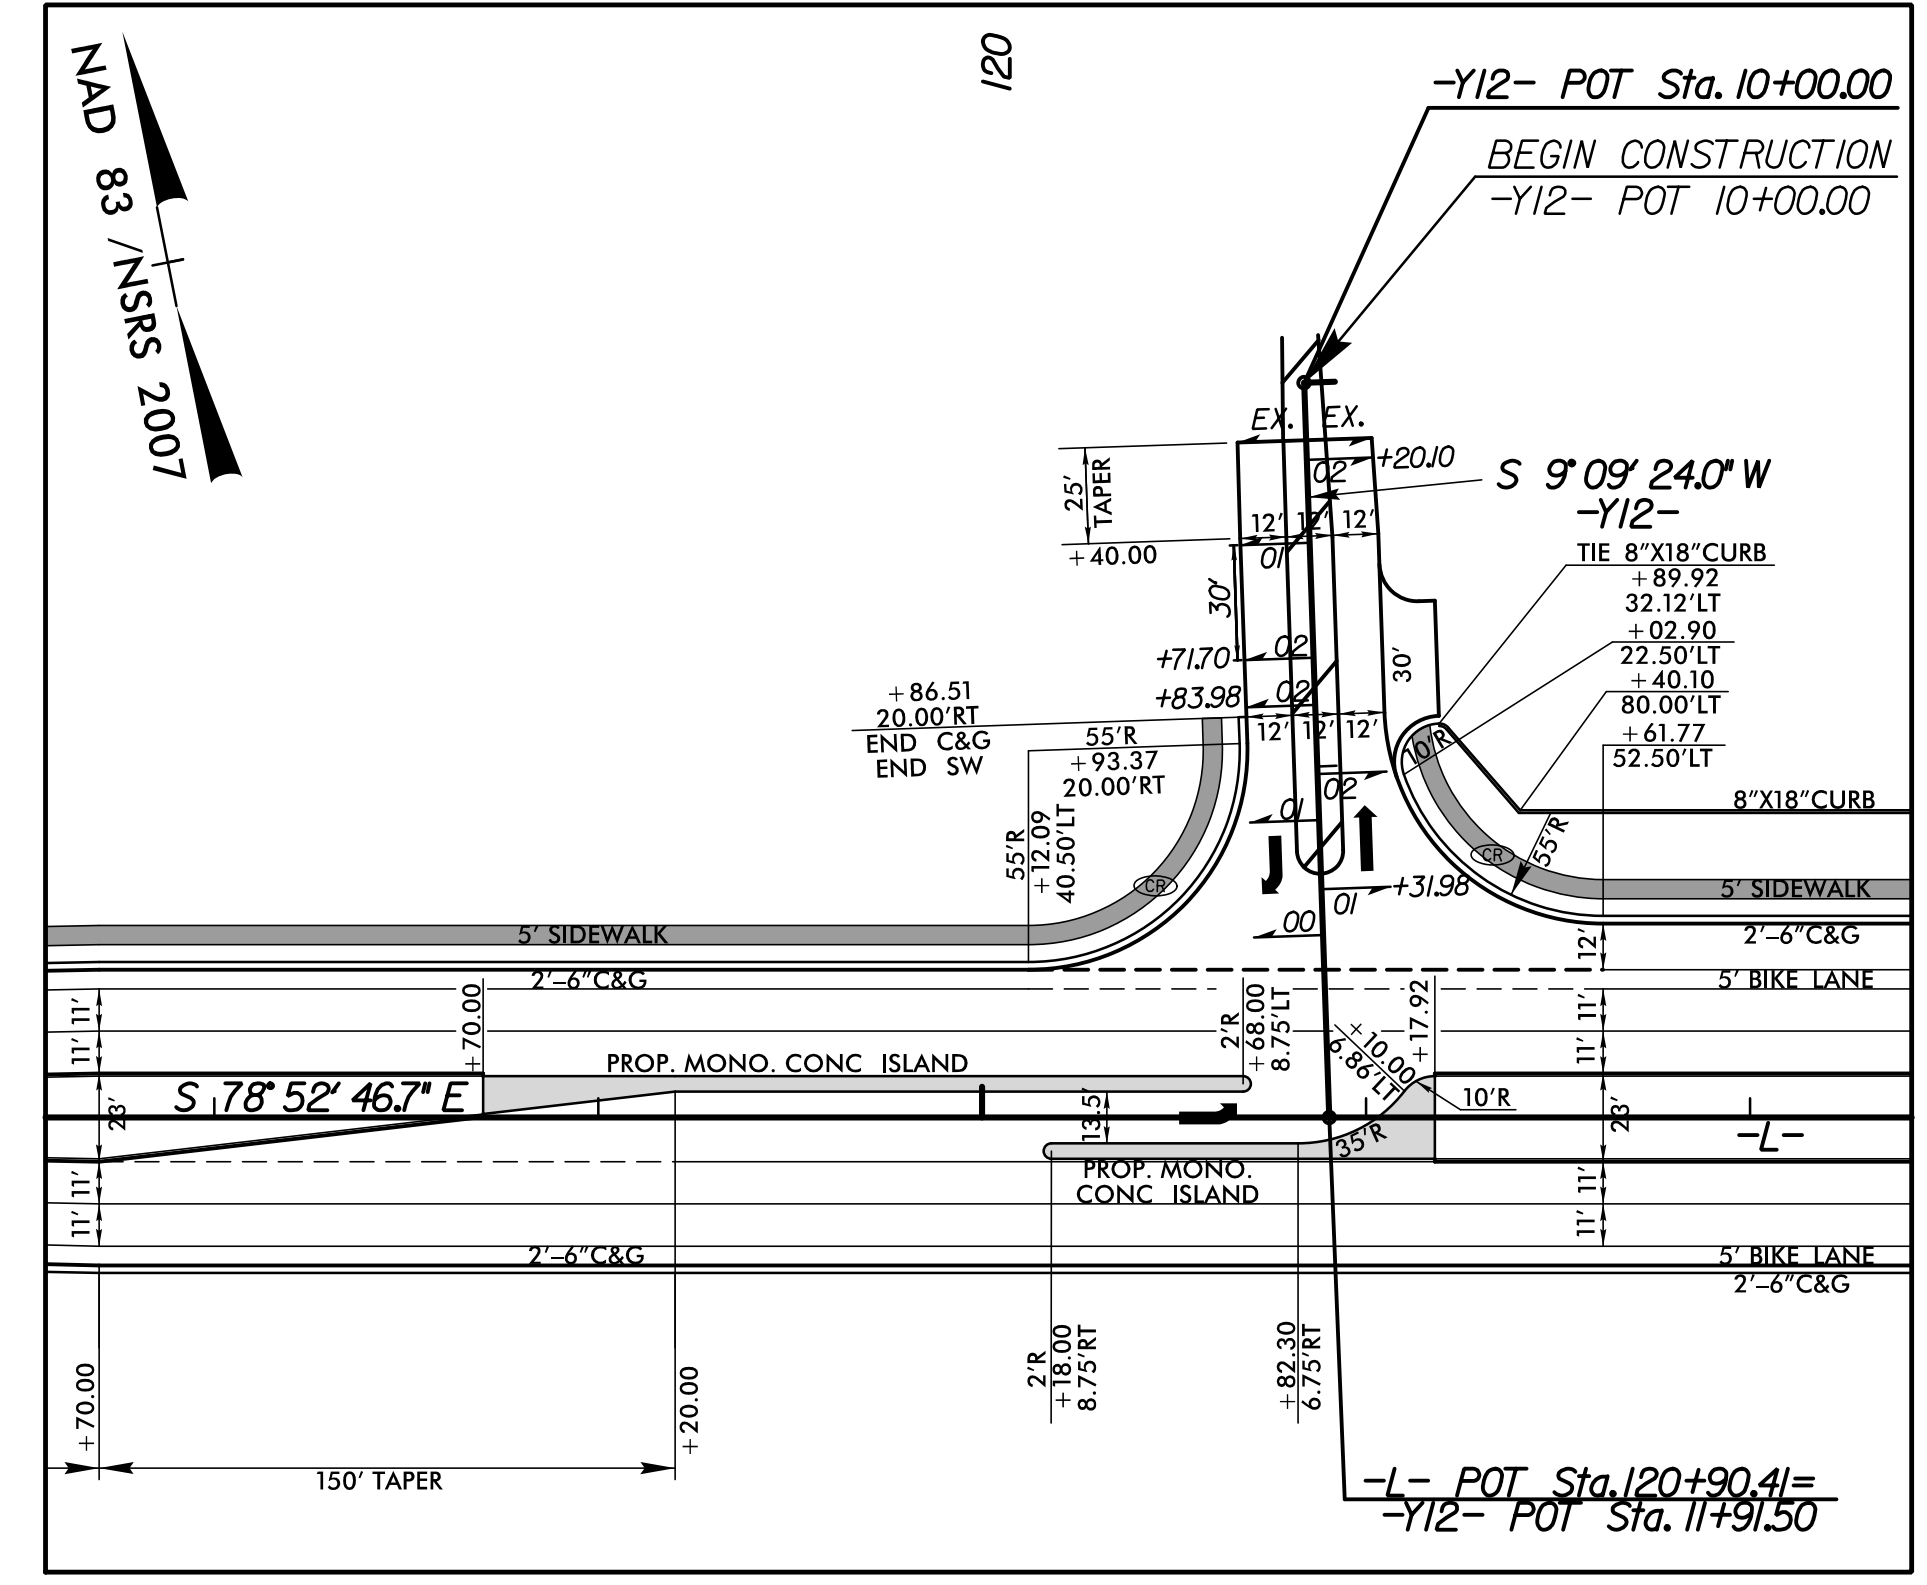 NAD 83 /NSRS 2007
120
-Y12- POT Sta. 10+00.00
BEGIN CONSTRUCTION
-Y12- POT 10+00.00
EX. EX.
02
+20.10
S 9° 09' 24.0" W
-Y12-
25'
TAPER
12' 12' 12'
+40.00
01
TIE 8"X18"CURB
+89.92
32.12'LT
+02.90
22.50'LT
+40.10
80.00'LT
+61.77
52.50'LT
30'
30'
+71.70
02
+83.98
02
+86.51
20.00'RT
END C&G
END SW
12' 12' 12'
55'R
+93.37
20.00'RT
10'R
02
01
8"X18"CURB
55'R
+12.09
40.50'LT
55'R
CR
CR
+31.98
01
00
5' SIDEWALK
5' SIDEWALK
2'-6"C&G
12'
2'-6"C&G
5' BIKE LANE
11'
11'
+70.00
2'R
+68.00
8.75'LT
+10.00
6.86'LT
+17.92
11'
11'
PROP. MONO. CONC ISLAND
S 78° 52' 46.7" E
23'
13.5'
10'R
23'
35'R
-L-
PROP. MONO.
CONC ISLAND
11'
11'
11'
11'
2'-6"C&G
5' BIKE LANE
2'-6"C&G
+70.00
+20.00
2'R
+18.00
8.75'RT
+82.30
6.75'RT
150' TAPER
-L- POT Sta. 120+90.41=
-Y12- POT Sta. 11+91.50